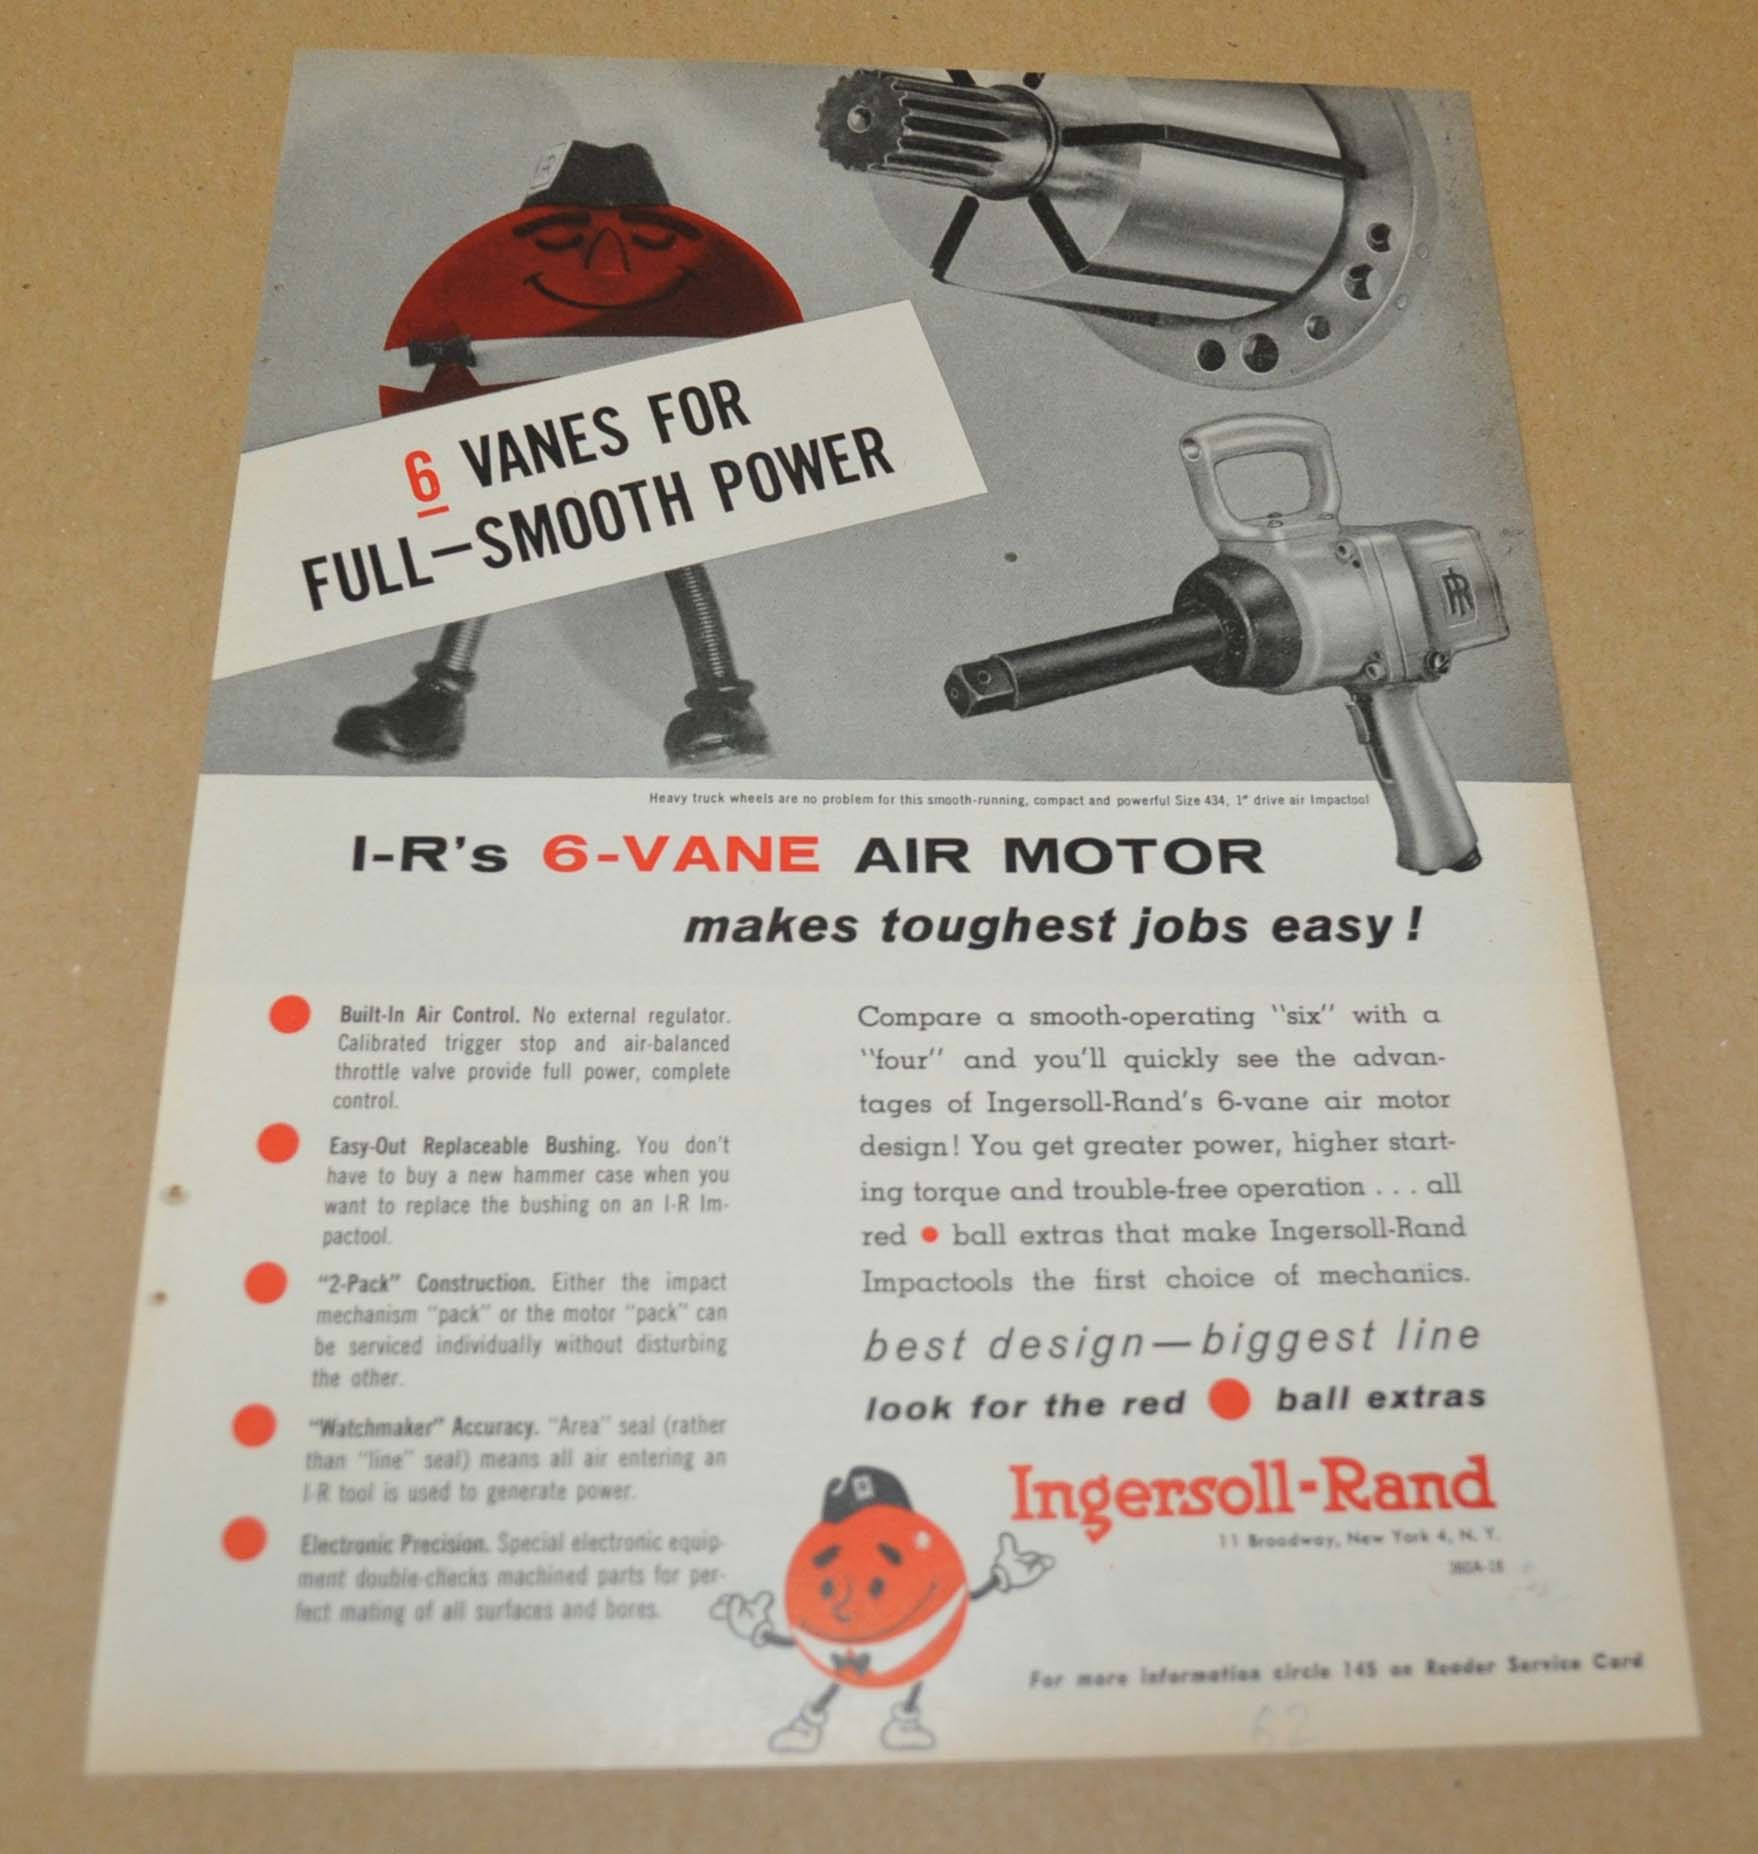 6 VANES FOR
FULL—SMOOTH POWER
IR
Heavy truck wheels are no problem for this smooth-running, compact and powerful Size 434, 1" drive air Impactool
I-R's 6-VANE AIR MOTOR
makes toughest jobs easy!
Built-In Air Control. No external regulator.
Calibrated trigger stop and air-balanced
throttle valve provide full power, complete
control.
Easy-Out Replaceable Bushing. You don't
have to buy a new hammer case when you
want to replace the bushing on an I-R Im-
pactool.
"2-Pack" Construction. Either the impact
mechanism "pack" or the motor "pack" can
be serviced individually without disturbing
the other.
"Watchmaker" Accuracy. "Area" seal (rather
than "line" seal) means all air entering an
I-R tool is used to generate power.
Electronic Precision. Special electronic equip-
ment double-checks machined parts for per-
fect mating of all surfaces and bores.
Compare a smooth-operating "six" with a
"four" and you'll quickly see the advan-
tages of Ingersoll-Rand's 6-vane air motor
design! You get greater power, higher start-
ing torque and trouble-free operation . . . all
red ● ball extras that make Ingersoll-Rand
Impactools the first choice of mechanics.
best design—biggest line
look for the red ● ball extras
Ingersoll-Rand
11 Broadway, New York 4, N. Y.
For more information circle 145 on Reader Service Card
62